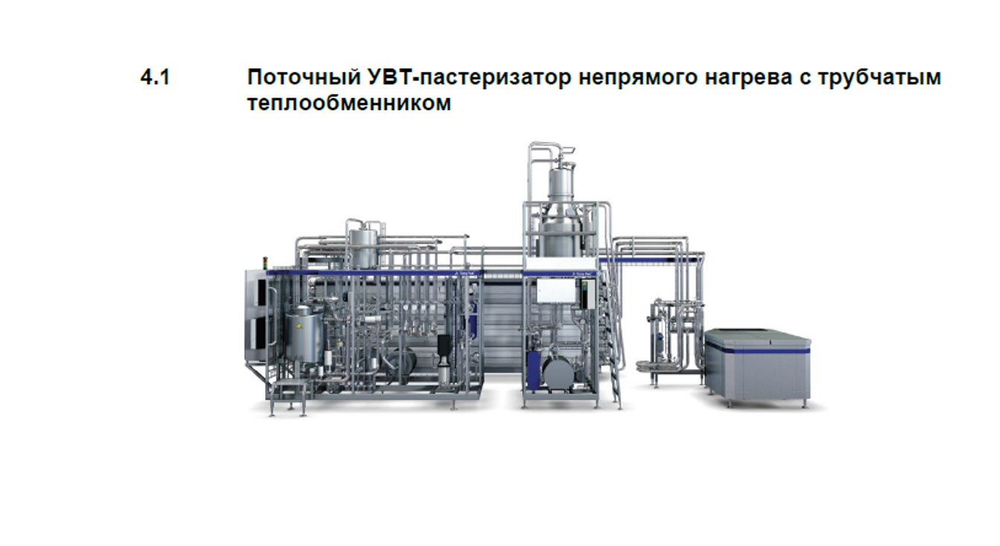 4.1 Поточный УВТ-пастеризатор непрямого нагрева с трубчатым
теплообменником